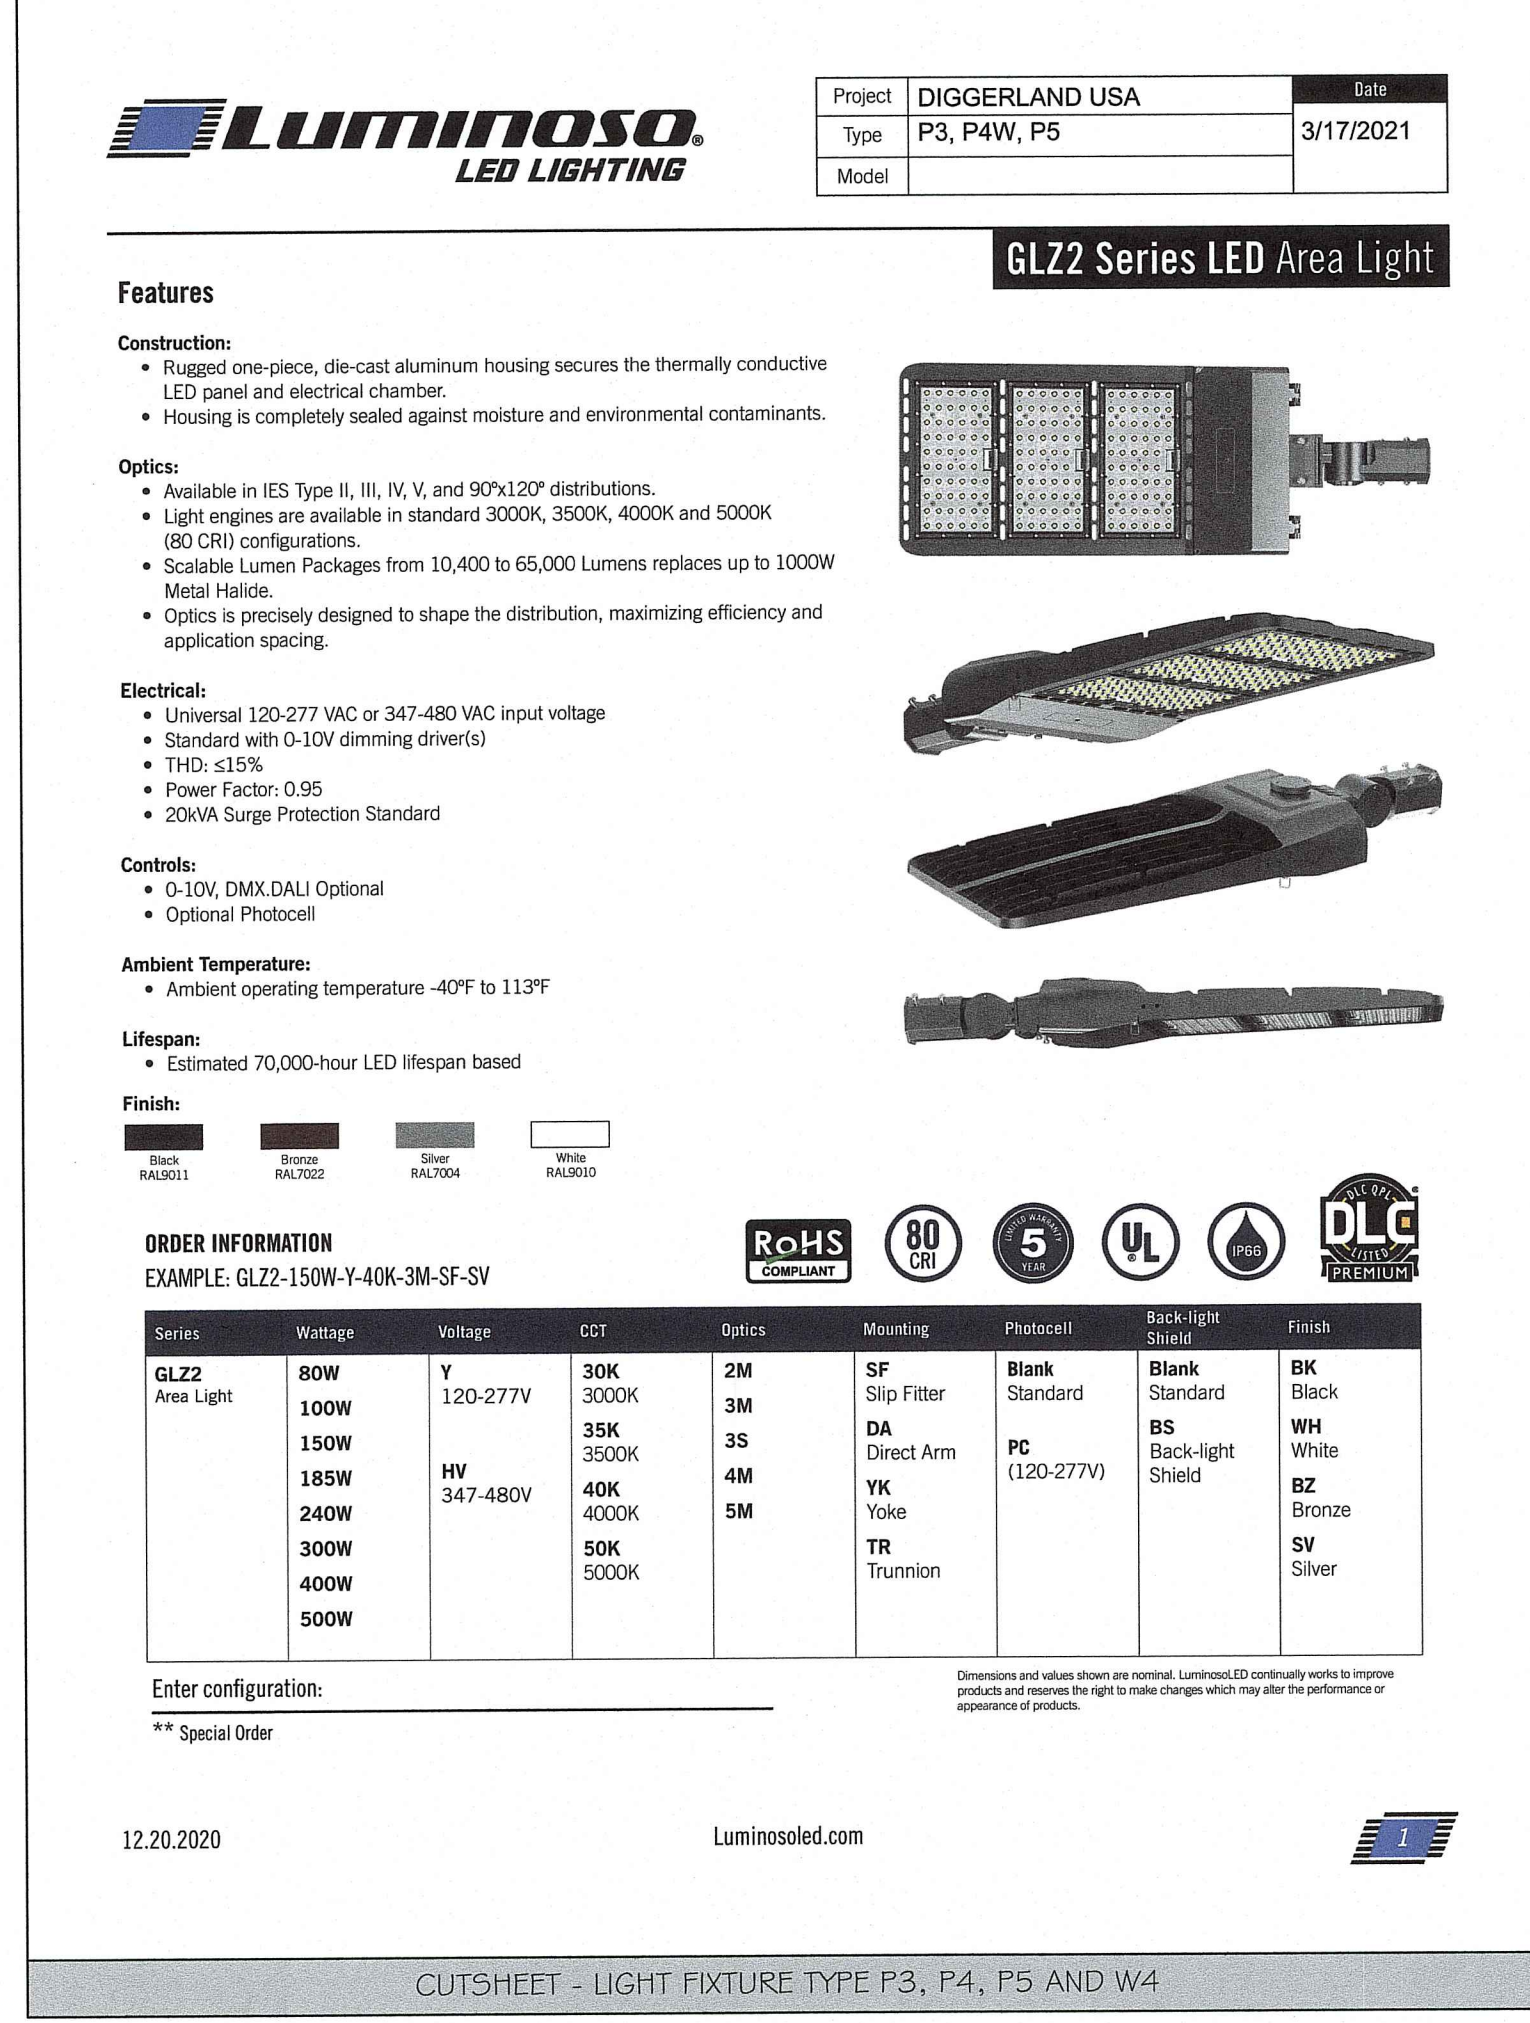 LUMINOSO®
LED LIGHTING
Project DIGGERLAND USA
Type P3, P4W, P5
Model
Date
3/17/2021
GLZ2 Series LED Area Light
Features
Construction:
• Rugged one-piece, die-cast aluminum housing secures the thermally conductive
LED panel and electrical chamber.
• Housing is completely sealed against moisture and environmental contaminants.
Optics:
• Available in IES Type II, III, IV, V, and 90ºx120º distributions.
• Light engines are available in standard 3000K, 3500K, 4000K and 5000K
(80 CRI) configurations.
• Scalable Lumen Packages from 10,400 to 65,000 Lumens replaces up to 1000W
Metal Halide.
• Optics is precisely designed to shape the distribution, maximizing efficiency and
application spacing.
Electrical:
• Universal 120-277 VAC or 347-480 VAC input voltage
• Standard with 0-10V dimming driver(s)
• THD: ≤15%
• Power Factor: 0.95
• 20kVA Surge Protection Standard
Controls:
• 0-10V, DMX.DALI Optional
• Optional Photocell
Ambient Temperature:
• Ambient operating temperature -40ºF to 113ºF
Lifespan:
• Estimated 70,000-hour LED lifespan based
Finish:
Black Bronze Silver White
RAL9011 RAL7022 RAL7004 RAL9010
ORDER INFORMATION
EXAMPLE: GLZ2-150W-Y-40K-3M-SF-SV
RoHS
COMPLIANT
80
CRI
LIMITED WARRANTY
5
YEAR
UL®
IP66
DLC QPL®
DLC
LISTED
PREMIUM
Series Wattage Voltage CCT Optics Mounting Photocell Back-light Shield Finish
GLZ2
Area Light
80W
100W
150W
185W
240W
300W
400W
500W
Y
120-277V
HV
347-480V
30K
3000K
35K
3500K
40K
4000K
50K
5000K
2M
3M
3S
4M
5M
SF
Slip Fitter
DA
Direct Arm
YK
Yoke
TR
Trunnion
Blank
Standard
PC
(120-277V)
Blank
Standard
BS
Back-light
Shield
BK
Black
WH
White
BZ
Bronze
SV
Silver
Enter configuration:
** Special Order
Dimensions and values shown are nominal. LuminosoLED continually works to improve
products and reserves the right to make changes which may alter the performance or
appearance of products.
12.20.2020
Luminosoled.com
1
CUTSHEET - LIGHT FIXTURE TYPE P3, P4, P5 AND W4